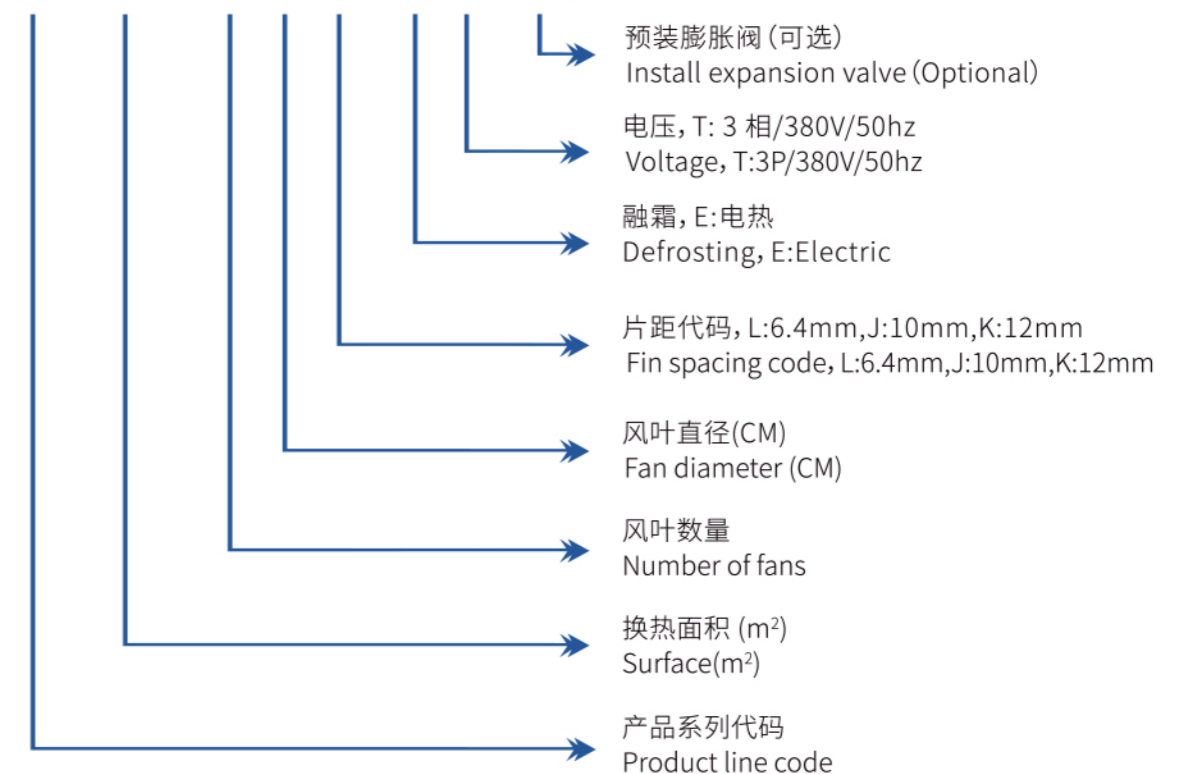 预装膨胀阀（可选）
Install expansion valve（Optional）
电压，T: 3 相/380V/50hz
Voltage，T:3P/380V/50hz
融霜，E:电热
Defrosting，E:Electric
片距代码，L:6.4mm,J:10mm,K:12mm
Fin spacing code，L:6.4mm,J:10mm,K:12mm
风叶直径(CM)
Fan diameter (CM)
风叶数量
Number of fans
换热面积 (m²)
Surface(m²)
产品系列代码
Product line code